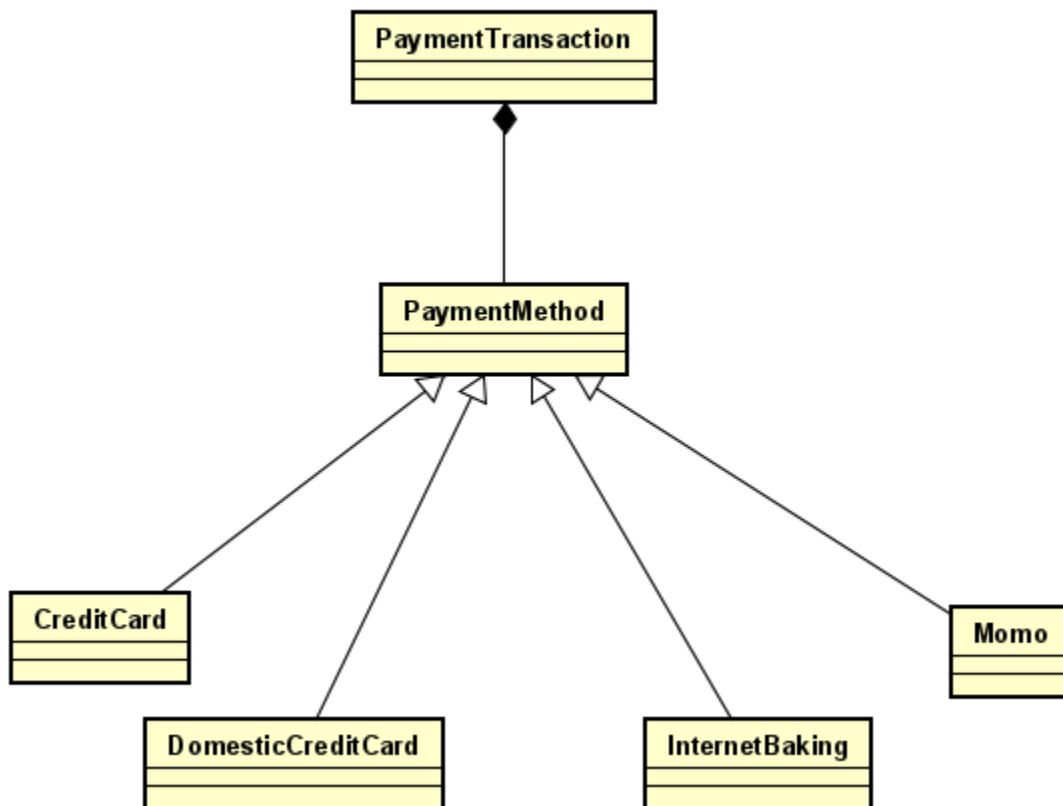 PaymentTransaction
PaymentMethod
CreditCard
Momo
DomesticCreditCard
InternetBaking